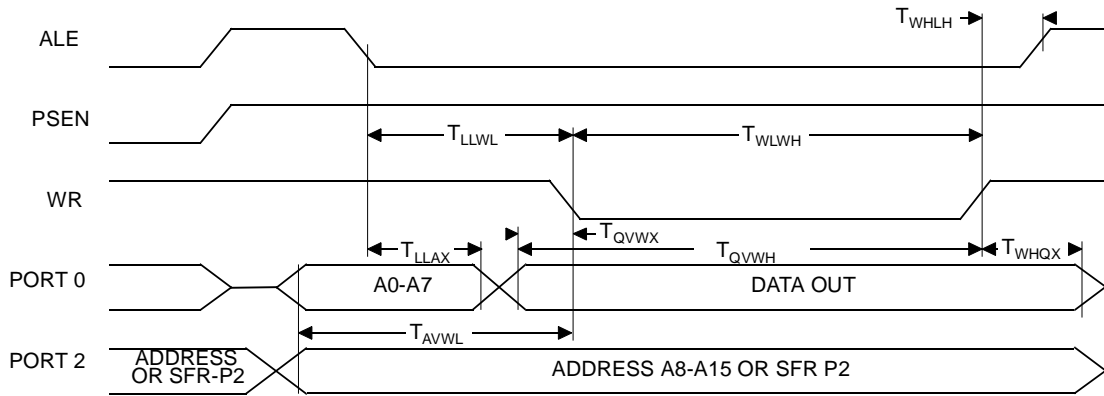 T_WHLH
ALE
PSEN
T_LLWL
T_WLWH
WR
T_QVWX
T_LLAX
T_QVWH
T_WHQX
PORT 0
A0-A7
DATA OUT
T_AVWL
PORT 2
ADDRESS
OR SFR-P2
ADDRESS A8-A15 OR SFR P2